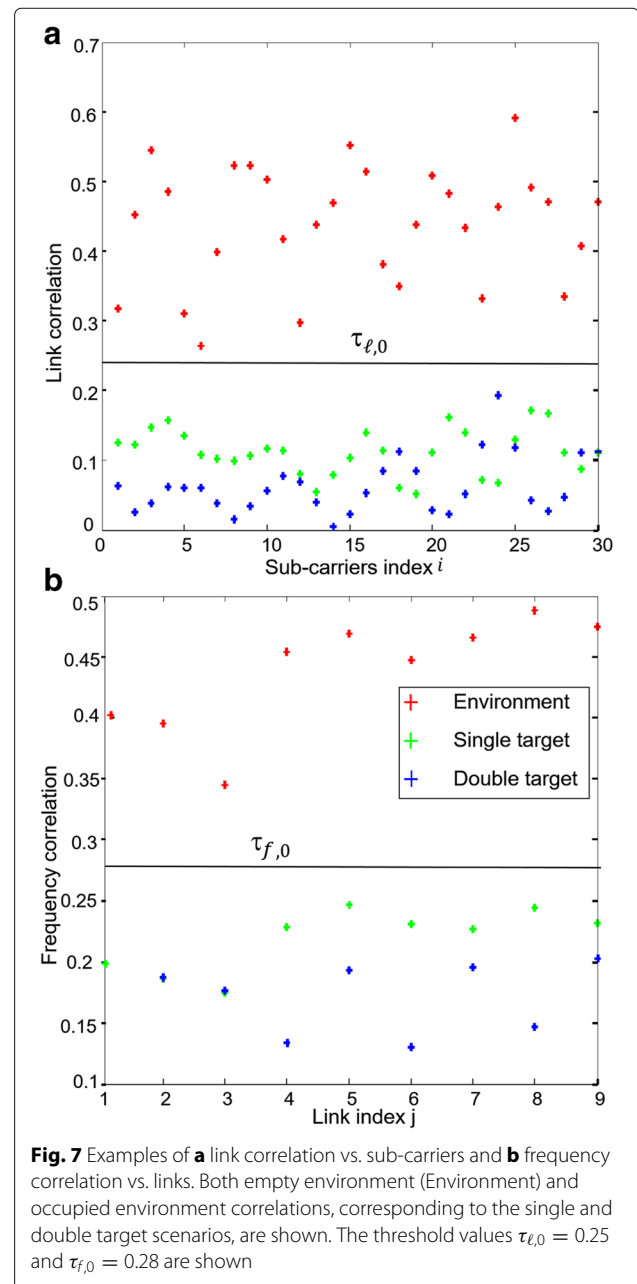 a
0.7
0.6
0.5
0.4
0.3
0.2
0.1
0
Link correlation
τℓ,0
0 5 10 15 20 25 30
Sub-carriers index i
b
0.5
0.45
0.4
0.35
0.3
0.25
0.2
0.15
0.1
Frequency correlation
Environment
Single target
Double target
τf,0
1 2 3 4 5 6 7 8 9
Link index j
Fig. 7 Examples of a link correlation vs. sub-carriers and b frequency
correlation vs. links. Both empty environment (Environment) and
occupied environment correlations, corresponding to the single and
double target scenarios, are shown. The threshold values τℓ,0 = 0.25
and τf,0 = 0.28 are shown